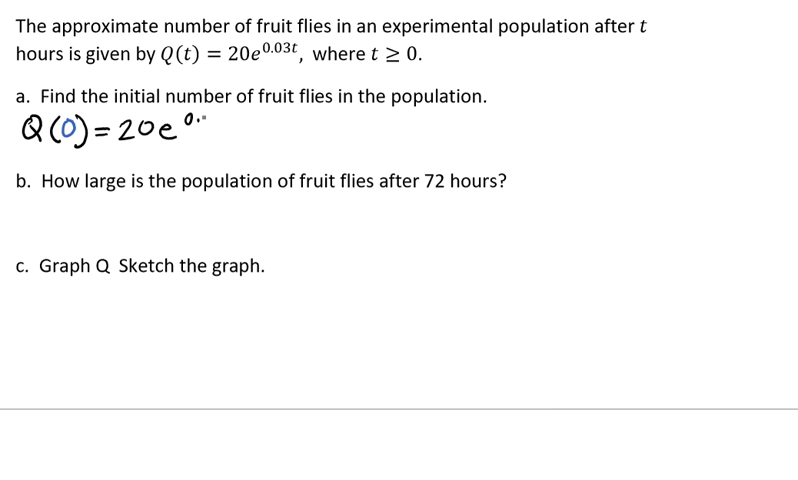 The approximate number of fruit flies in an experimental population after t
hours is given by Q(t) = 20e^{0.03t}, where t ≥ 0.
a. Find the initial number of fruit flies in the population.
Q(0) = 20e^{0.
b. How large is the population of fruit flies after 72 hours?
c. Graph Q Sketch the graph.